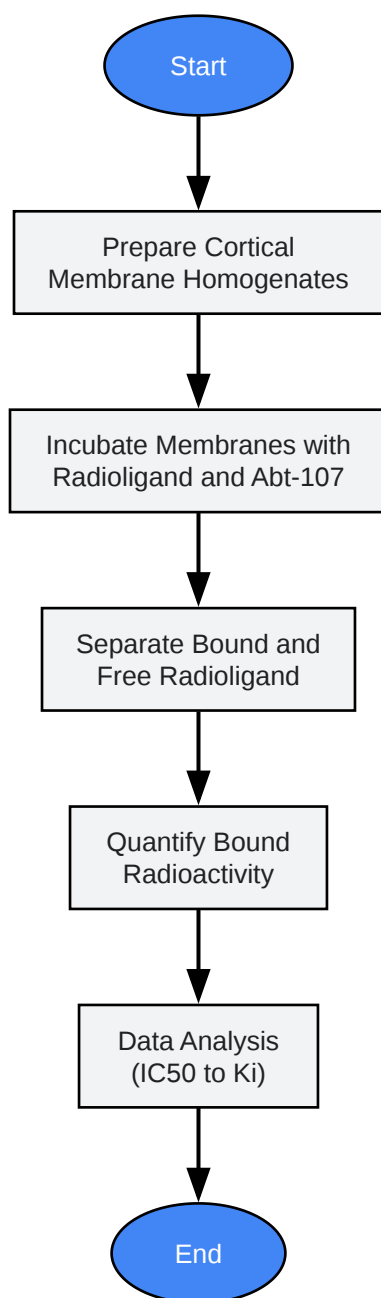 Start
Prepare Cortical
Membrane Homogenates
Incubate Membranes with
Radioligand and Abt-107
Separate Bound and
Free Radioligand
Quantify Bound
Radioactivity
Data Analysis
(IC50 to Ki)
End